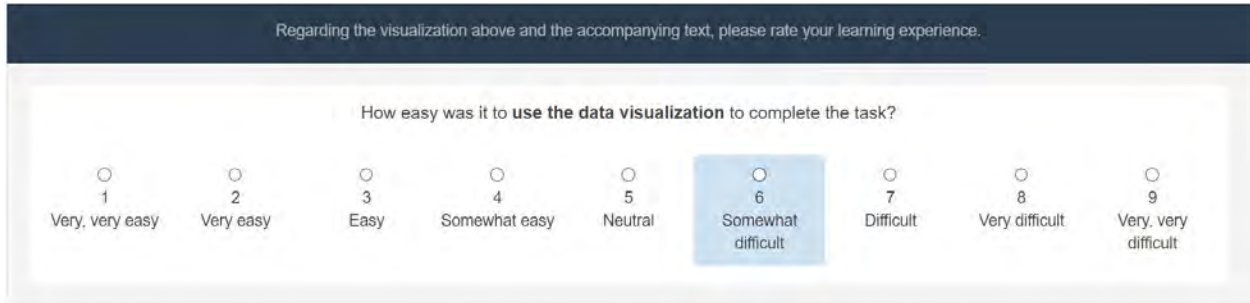 Regarding the visualization above and the accompanying text, please rate your learning experience.
How easy was it to use the data visualization to complete the task?
1 2 3 4 5 6 7 8 9
Very, very easy Very easy Easy Somewhat easy Neutral Somewhat difficult Difficult Very difficult Very, very difficult